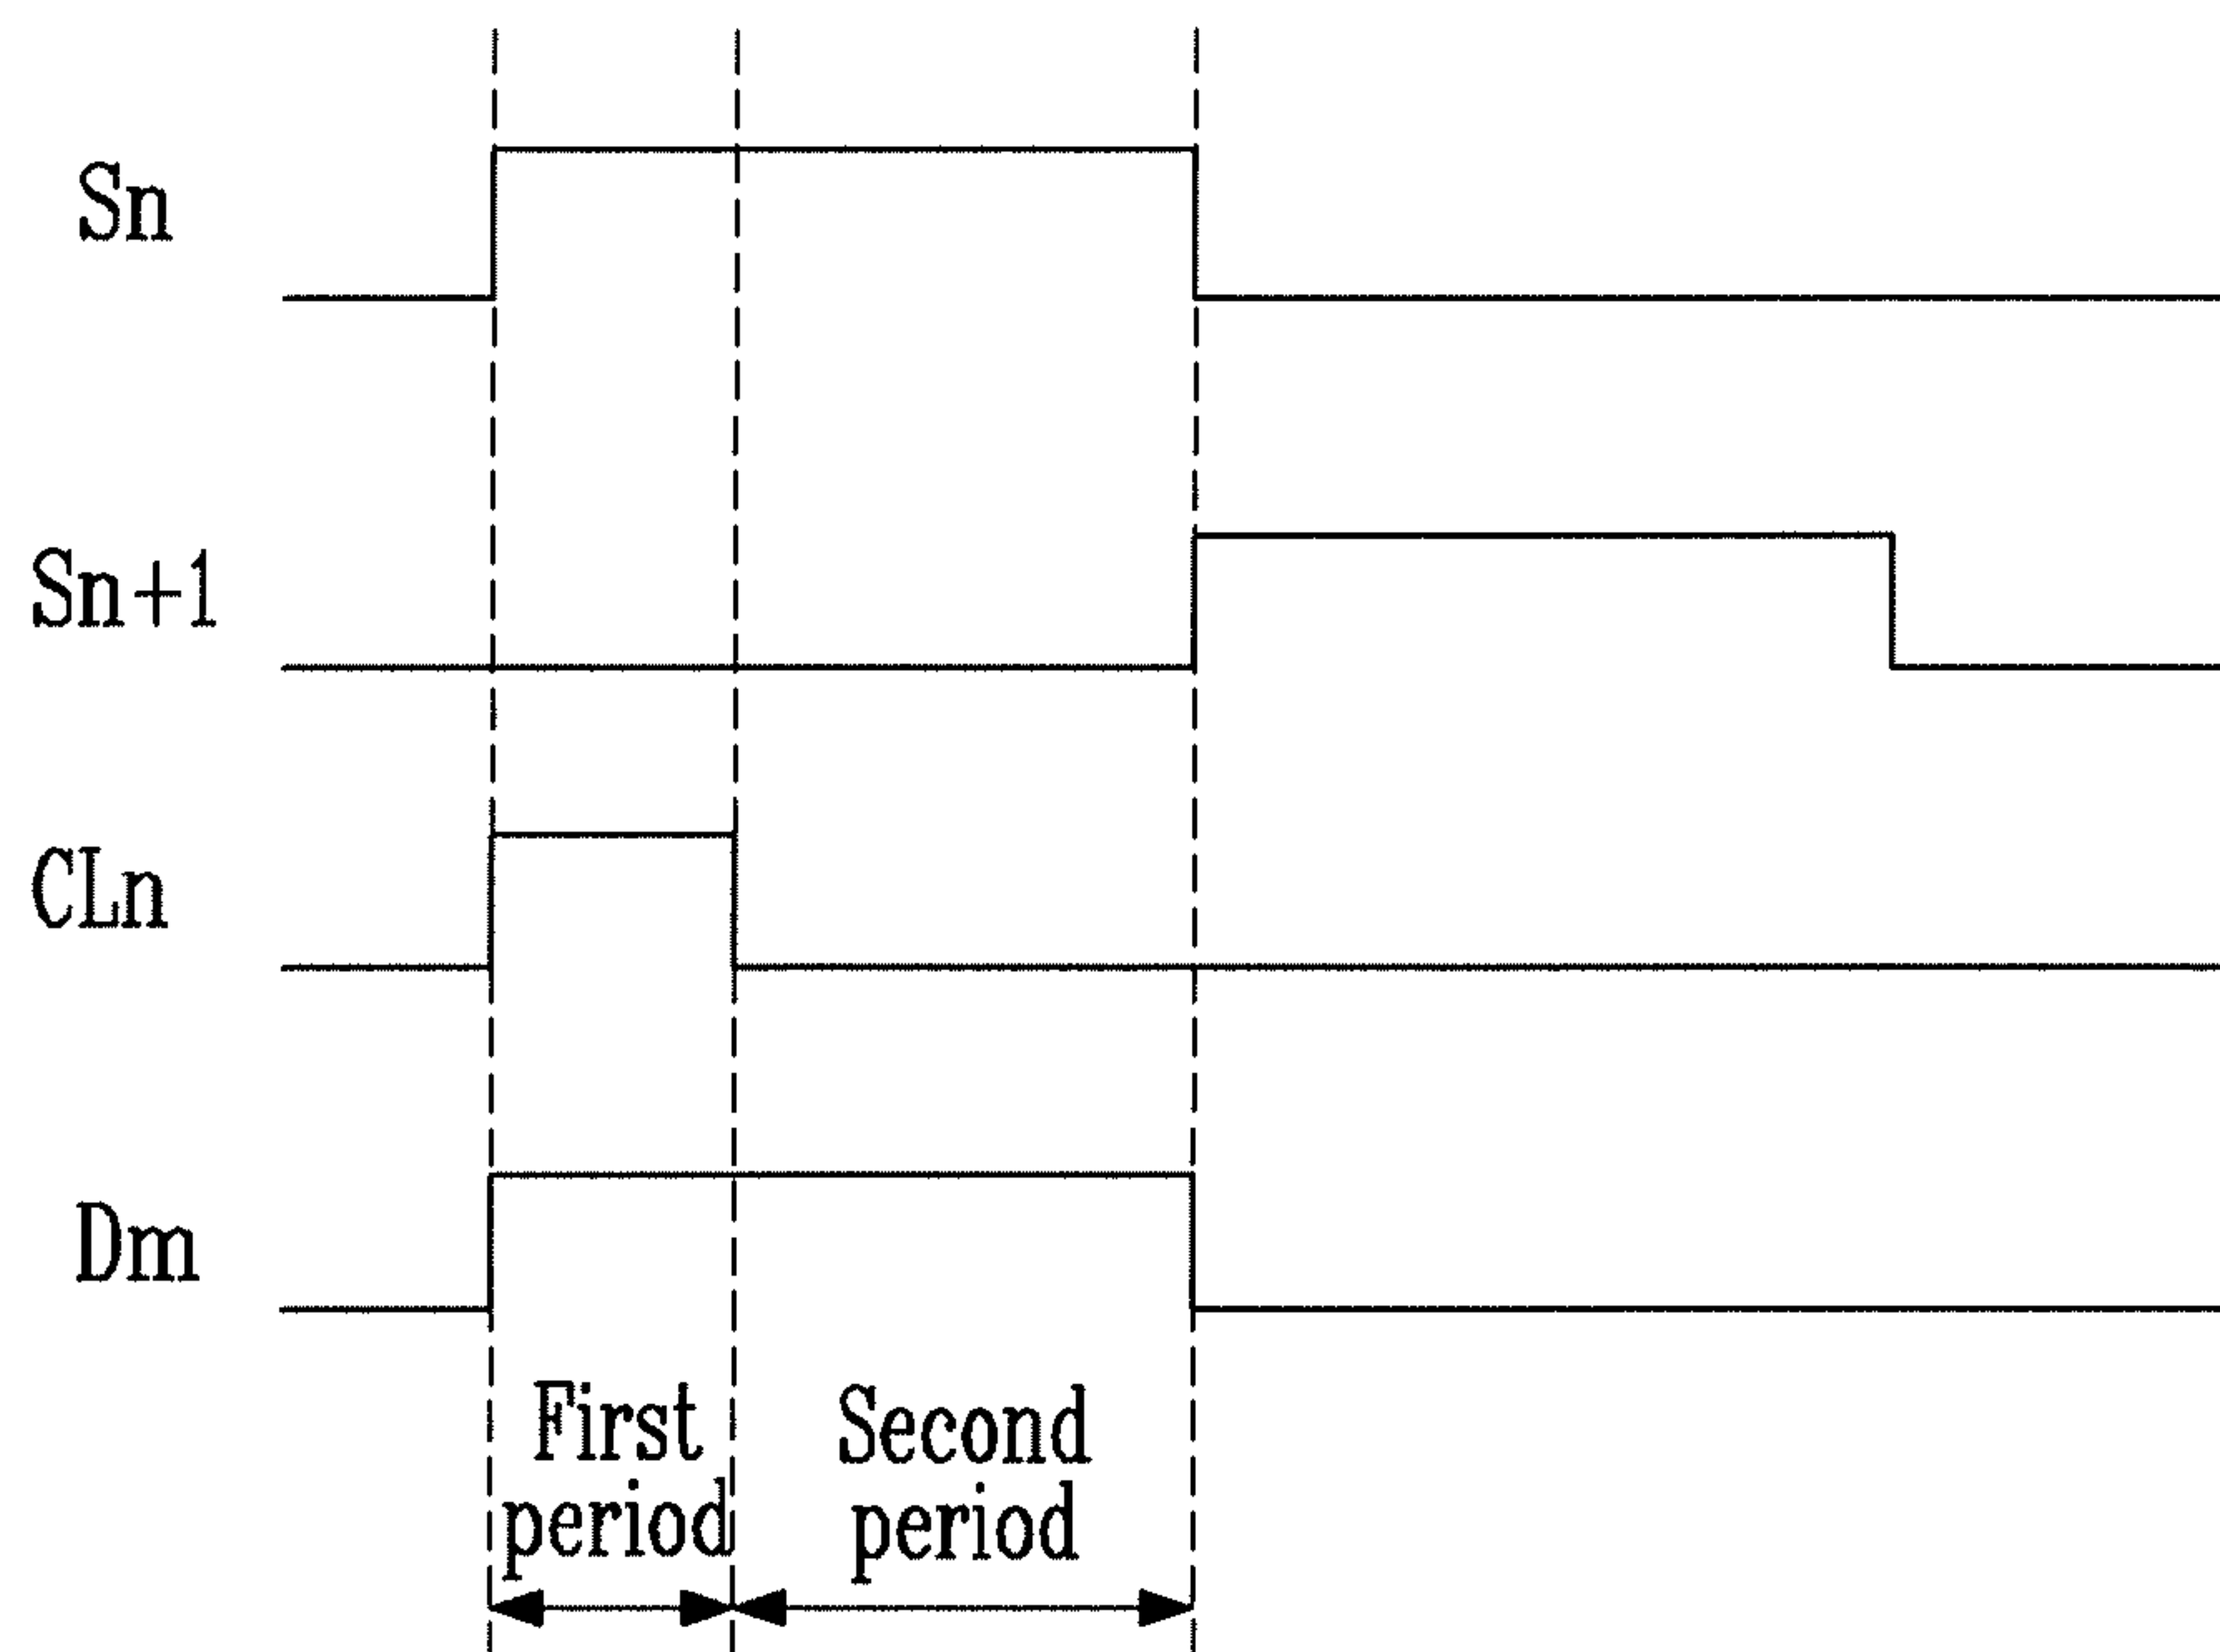 Sn
Sn+1
CLn
Dm
First
period
Second
period